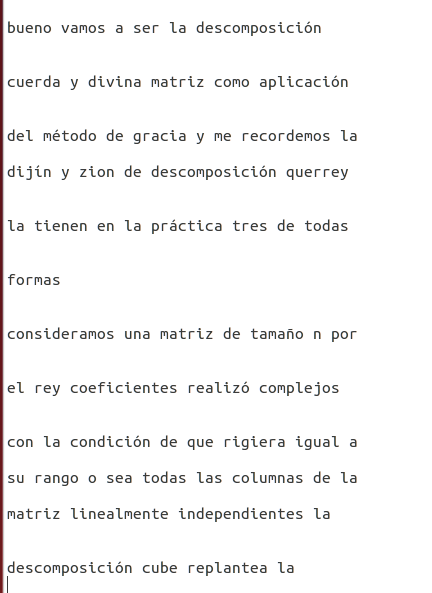 bueno vamos a ser la descomposición
cuerda y divina matriz como aplicación
del método de gracia y me recordemos la
dijín y zion de descomposición querrey
la tienen en la práctica tres de todas
formas
consideramos una matriz de tamaño n por
el rey coeficientes realizó complejos
con la condición de que rigiera igual a
su rango o sea todas las columnas de la
matriz linealmente independientes la
descomposición cube replantea la